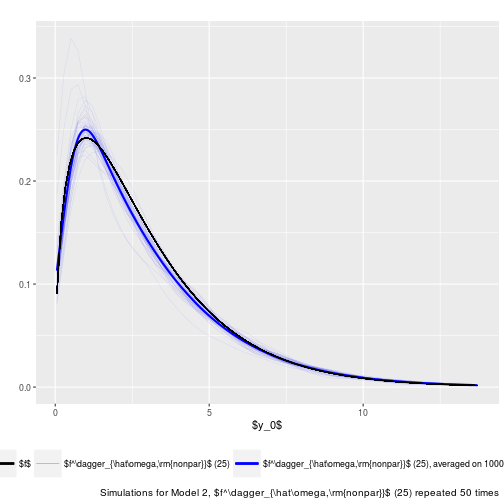 0.3
0.2
0.1
0.0
0
5
10
$y_0$
$f$ $f^\dagger_{\hat\omega,\rm{nonpar}}$ (25) $f^\dagger_{\hat\omega,\rm{nonpar}}$ (25), averaged on 1000
Simulations for Model 2, $f^\dagger_{\hat\omega,\rm{nonpar}}$ (25) repeated 50 times